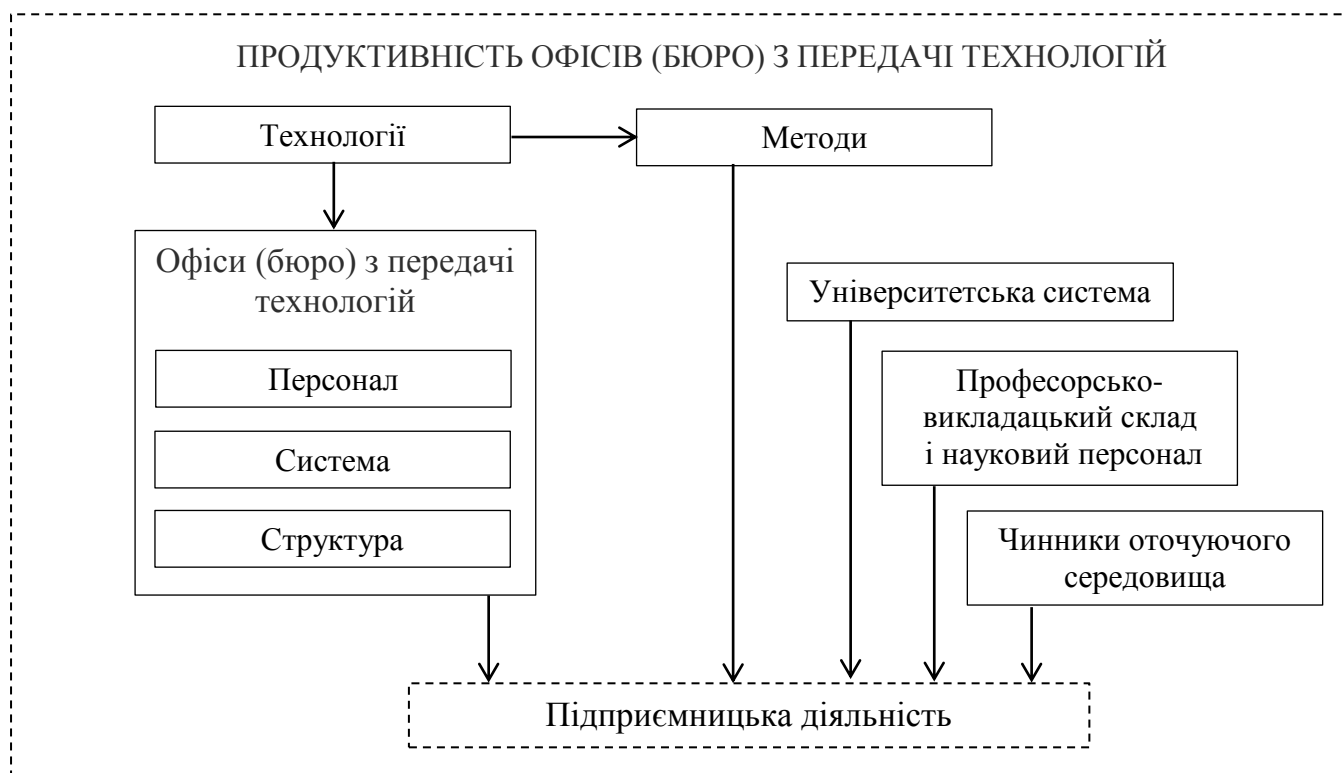 ПРОДУКТИВНІСТЬ ОФІСІВ (БЮРО) З ПЕРЕДАЧІ ТЕХНОЛОГІЙ
Технології
Методи
Офіси (бюро) з передачі
технологій
Персонал
Система
Структура
Університетська система
Професорсько-
викладацький склад
і науковий персонал
Чинники оточуючого
середовища
Підприємницька діяльність